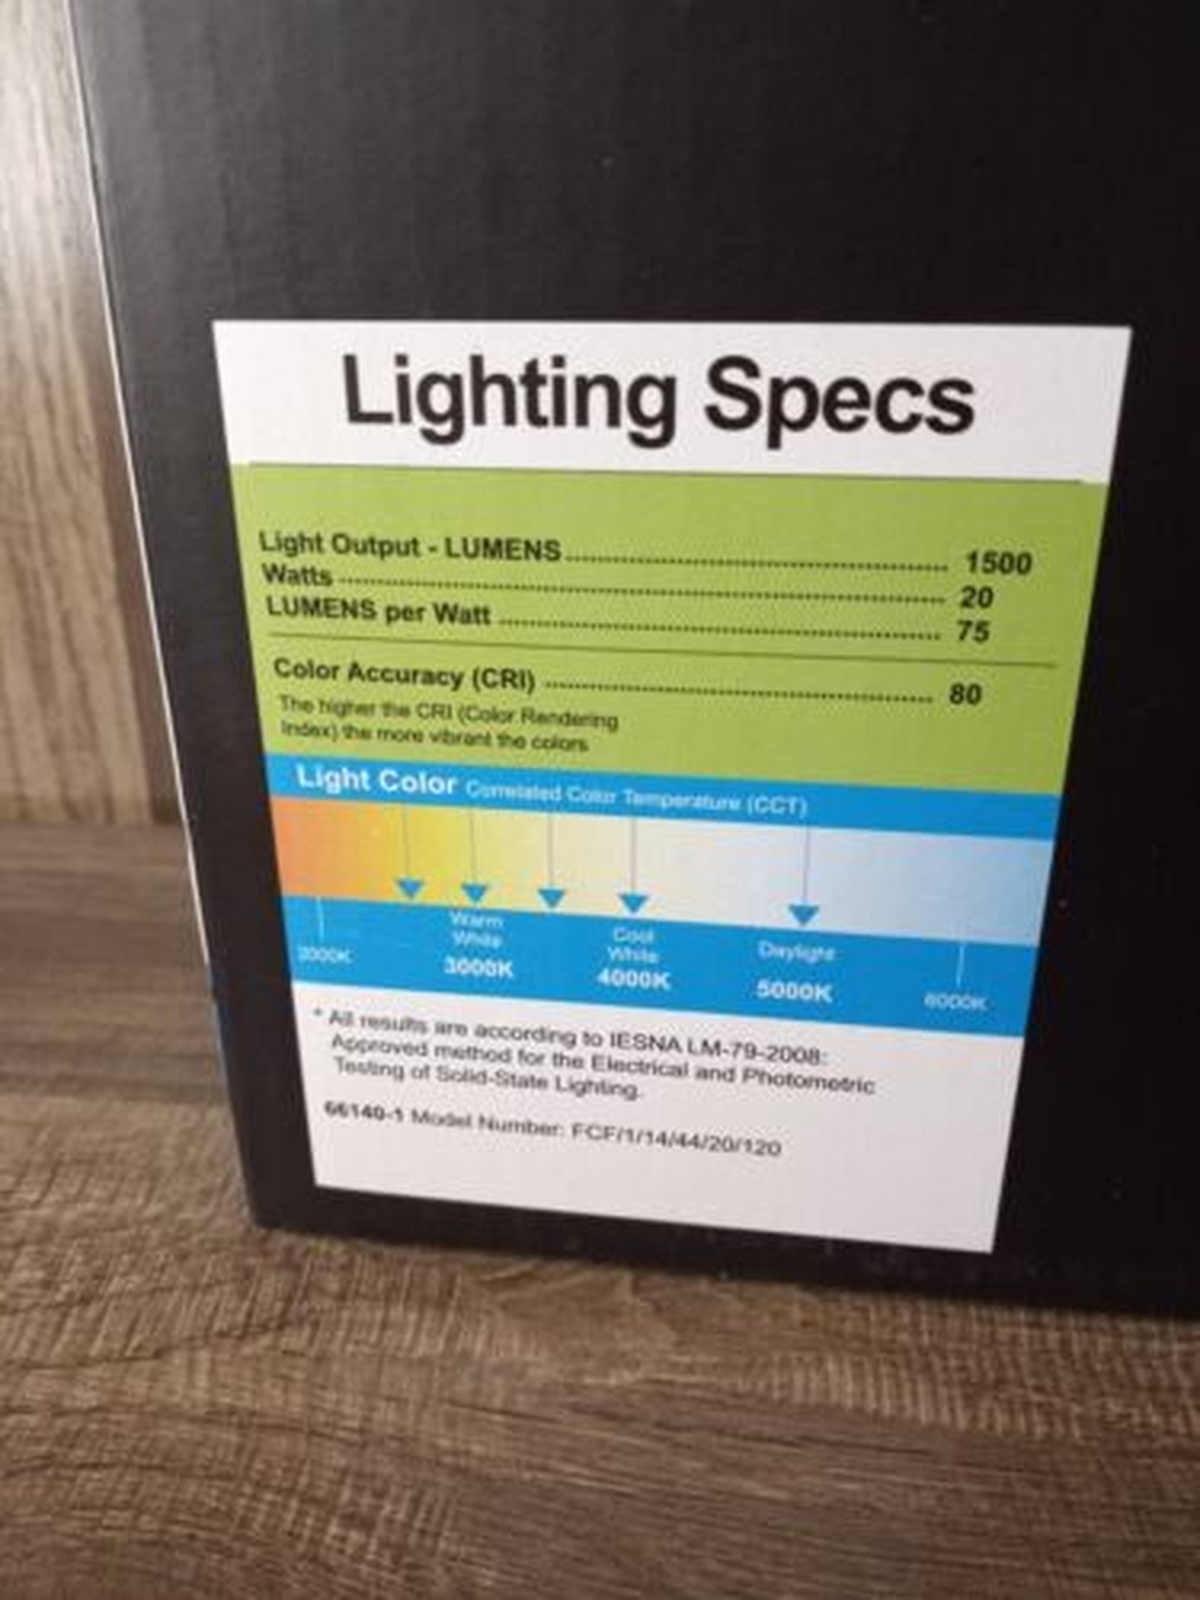 Lighting Specs
Light Output - LUMENS........................................ 1500
Watts ........................................ 20
LUMENS per Watt ........................................ 75
Color Accuracy (CRI) ........................................ 80
The higher the CRI (Color Rendering
Index) the more vibrant the colors
Light Color Correlated Color Temperature (CCT)
Warm
White
Cool
White
Daylight
2000K 3000K 4000K 5000K 6000K
* All results are according to IESNA LM-79-2008:
Approved method for the Electrical and Photometric
Testing of Solid-State Lighting.
66140-1 Model Number: FCF/1/14/44/20/120